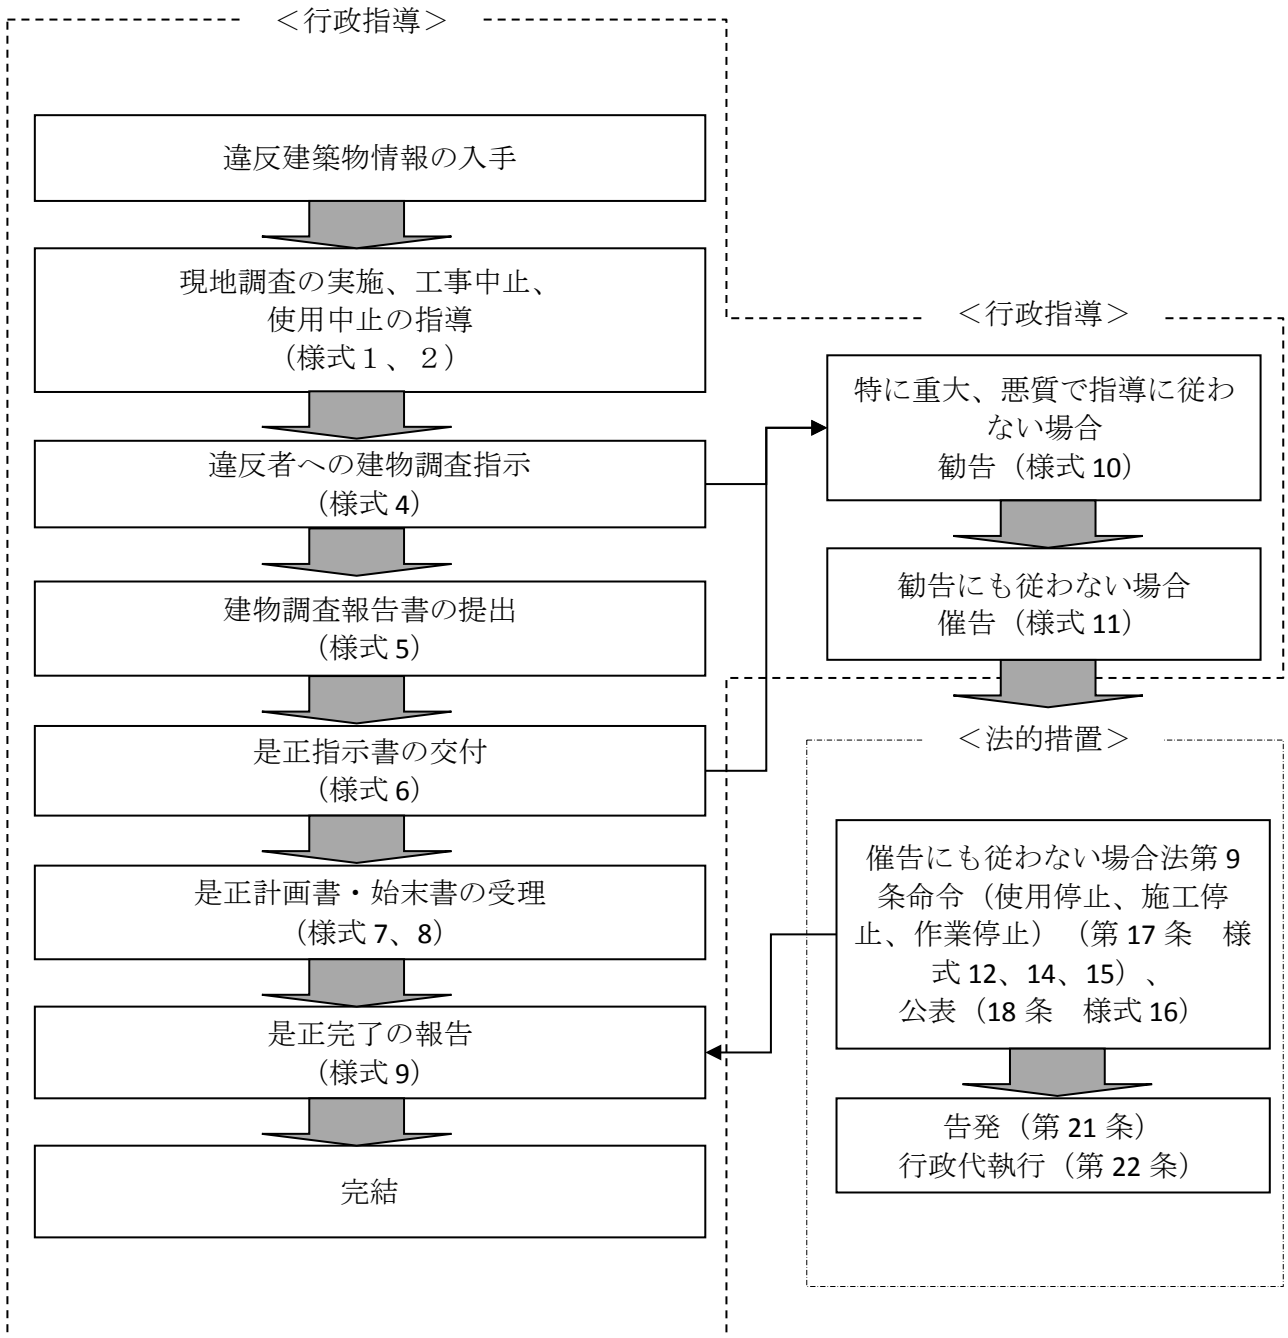 ＜行政指導＞
違反建築物情報の入手
現地調査の実施、工事中止、
使用中止の指導
（様式１、２）
違反者への建物調査指示
（様式 4）
建物調査報告書の提出
（様式 5）
是正指示書の交付
（様式 6）
是正計画書・始末書の受理
（様式 7、8）
是正完了の報告
（様式 9）
完結
＜行政指導＞
特に重大、悪質で指導に従わ
ない場合
勧告（様式 10）
勧告にも従わない場合
催告（様式 11）
＜法的措置＞
催告にも従わない場合法第 9
条命令（使用停止、施工停
止、作業停止）（第 17 条　様
式 12、14、15）、
公表（18 条　様式 16）
告発（第 21 条）
行政代執行（第 22 条）